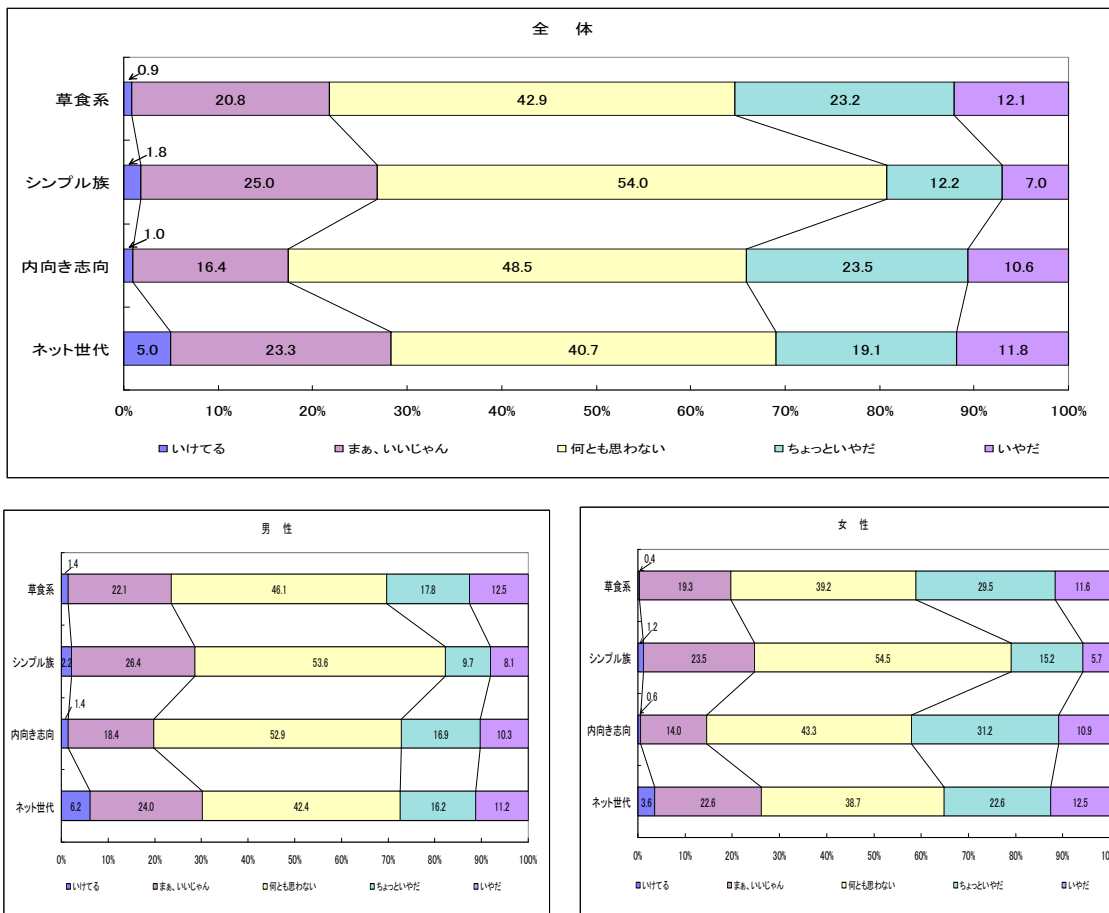 全 体
0.9
草食系 20.8 42.9 23.2 12.1
1.8
シンプル族 25.0 54.0 12.2 7.0
1.0
内向き志向 16.4 48.5 23.5 10.6
ネット世代 5.0 23.3 40.7 19.1 11.8
0% 10% 20% 30% 40% 50% 60% 70% 80% 90% 100%
いけてる まぁ、いいじゃん 何とも思わない ちょっといやだ いやだ
男 性
1.4
草食系 22.1 46.1 17.8 12.5
シンプル族 2.2 26.4 53.6 9.7 8.1
1.4
内向き志向 18.4 52.9 16.9 10.3
ネット世代 6.2 24.0 42.4 16.2 11.2
0% 10% 20% 30% 40% 50% 60% 70% 80% 90% 100%
いけてる まぁ、いいじゃん 何とも思わない ちょっといやだ いやだ
女 性
0.4
草食系 19.3 39.2 29.5 11.6
1.2
シンプル族 23.5 54.5 15.2 5.7
0.6
内向き志向 14.0 43.3 31.2 10.9
ネット世代 3.6 22.6 38.7 22.6 12.5
0% 10% 20% 30% 40% 50% 60% 70% 80% 90% 100%
いけてる まぁ、いいじゃん 何とも思わない ちょっといやだ いやだ